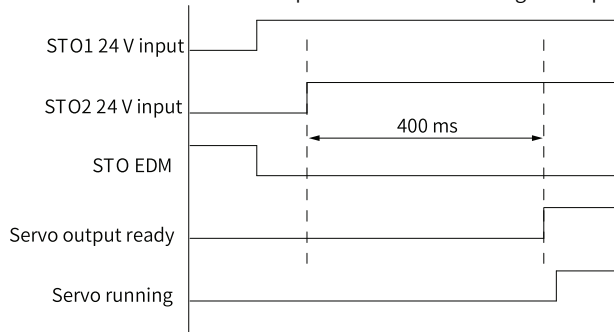 STO1 24 V input
STO2 24 V input
400 ms
STO EDM
Servo output ready
Servo running